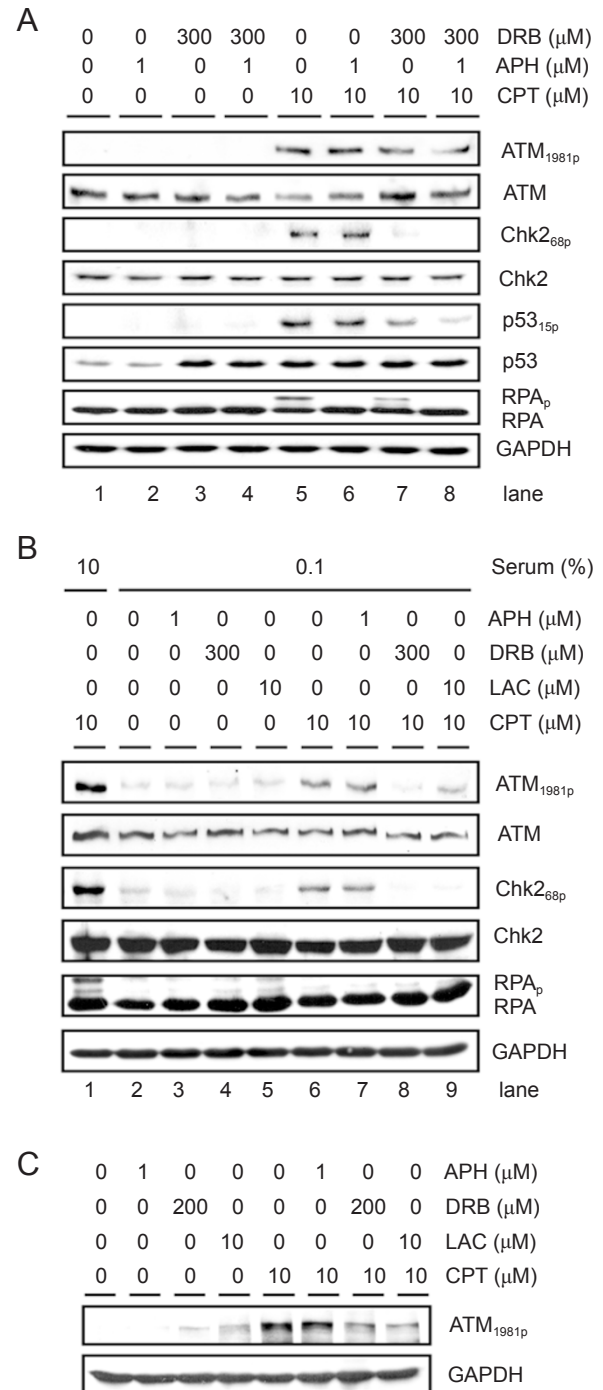 A
0 0 300 300 0 0 300 300 DRB (μM)
0 1 0 1 0 1 0 1 APH (μM)
0 0 0 0 10 10 10 10 CPT (μM)
ATM1981p
ATM
Chk268p
Chk2
p5315p
p53
RPAp
RPA
GAPDH
1 2 3 4 5 6 7 8 lane
B
10 0.1 Serum (%)
0 0 1 0 0 0 1 0 0 APH (μM)
0 0 0 300 0 0 0 300 0 DRB (μM)
0 0 0 0 10 0 0 0 10 LAC (μM)
10 0 0 0 0 10 10 10 10 CPT (μM)
ATM1981p
ATM
Chk268p
Chk2
RPAp
RPA
GAPDH
1 2 3 4 5 6 7 8 9 lane
C
0 1 0 0 0 1 0 0 APH (μM)
0 0 200 0 0 0 200 0 DRB (μM)
0 0 0 10 0 0 0 10 LAC (μM)
0 0 0 0 10 10 10 10 CPT (μM)
ATM1981p
GAPDH